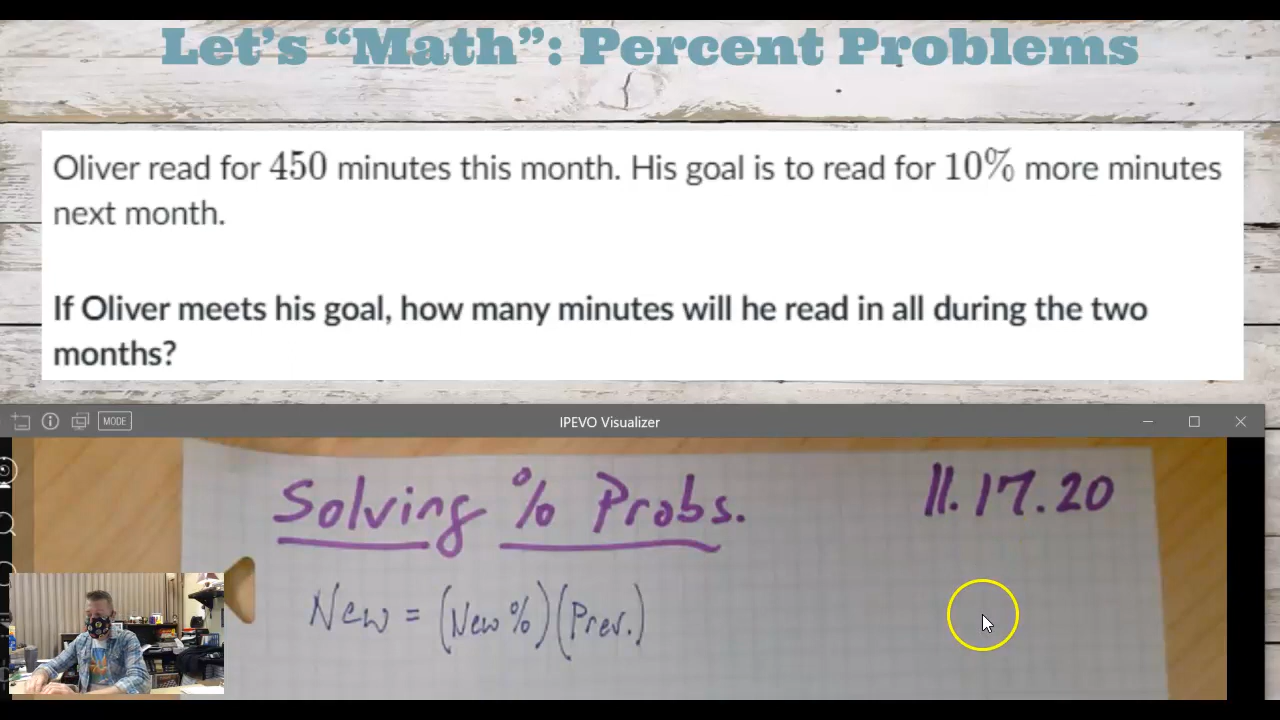 Let's “Math”: Percent Problems
Oliver read for 450 minutes this month. His goal is to read for 10% more minutes
next month.
If Oliver meets his goal, how many minutes will he read in all during the two
months?
MODE
IPEVO Visualizer
Solving % Probs.
11.17.20
New = (New %)(Prev.)